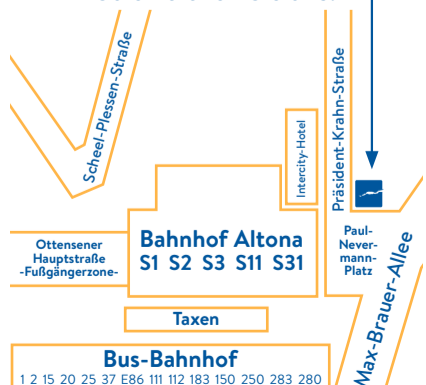 Scheel-Plessen-Straße
Präsident-Krahn-Straße
Intercity-Hotel
Ottensener
Hauptstraße
-Fußgängerzone-
Bahnhof Altona
S1 S2 S3 S11 S31
Paul-
Never-
mann-
Platz
Max-Brauer-Allee
Taxen
Bus-Bahnhof
1 2 15 20 25 37 E86 111 112 183 150 250 283 280